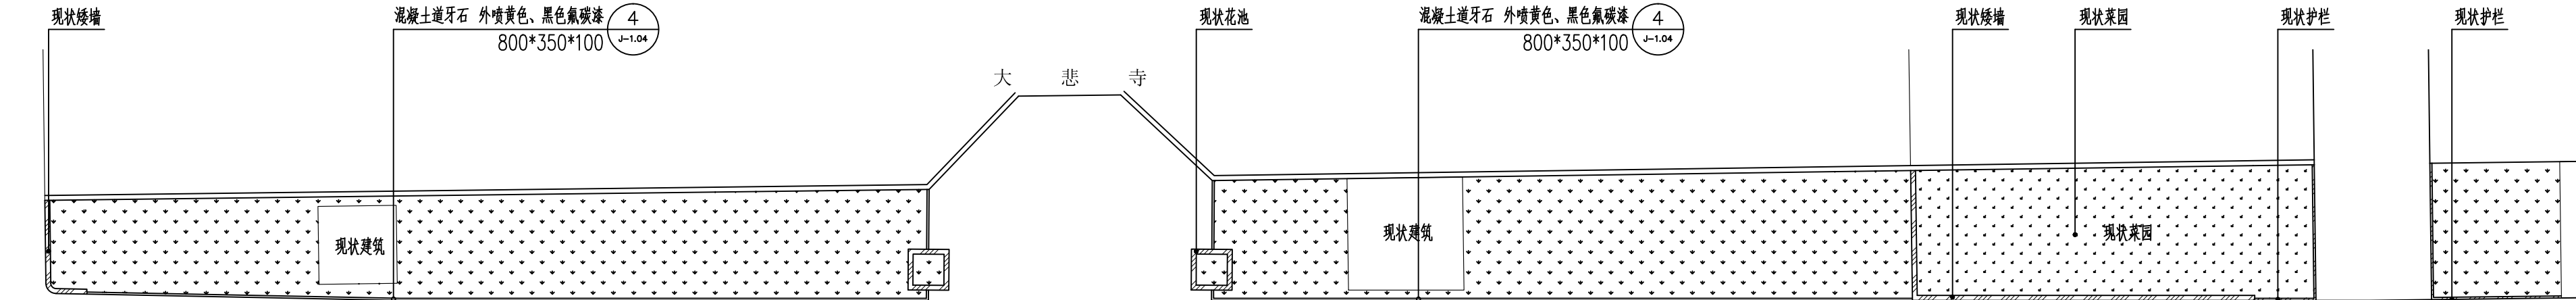 现状矮墙
混凝土道牙石 外喷黄色、黑色氟碳漆
800*350*100
4
J-1.04
现状花池
混凝土道牙石 外喷黄色、黑色氟碳漆
800*350*100
4
J-1.04
现状矮墙
现状菜园
现状护栏
现状护栏
大 悲 寺
现状建筑
现状建筑
现状菜园